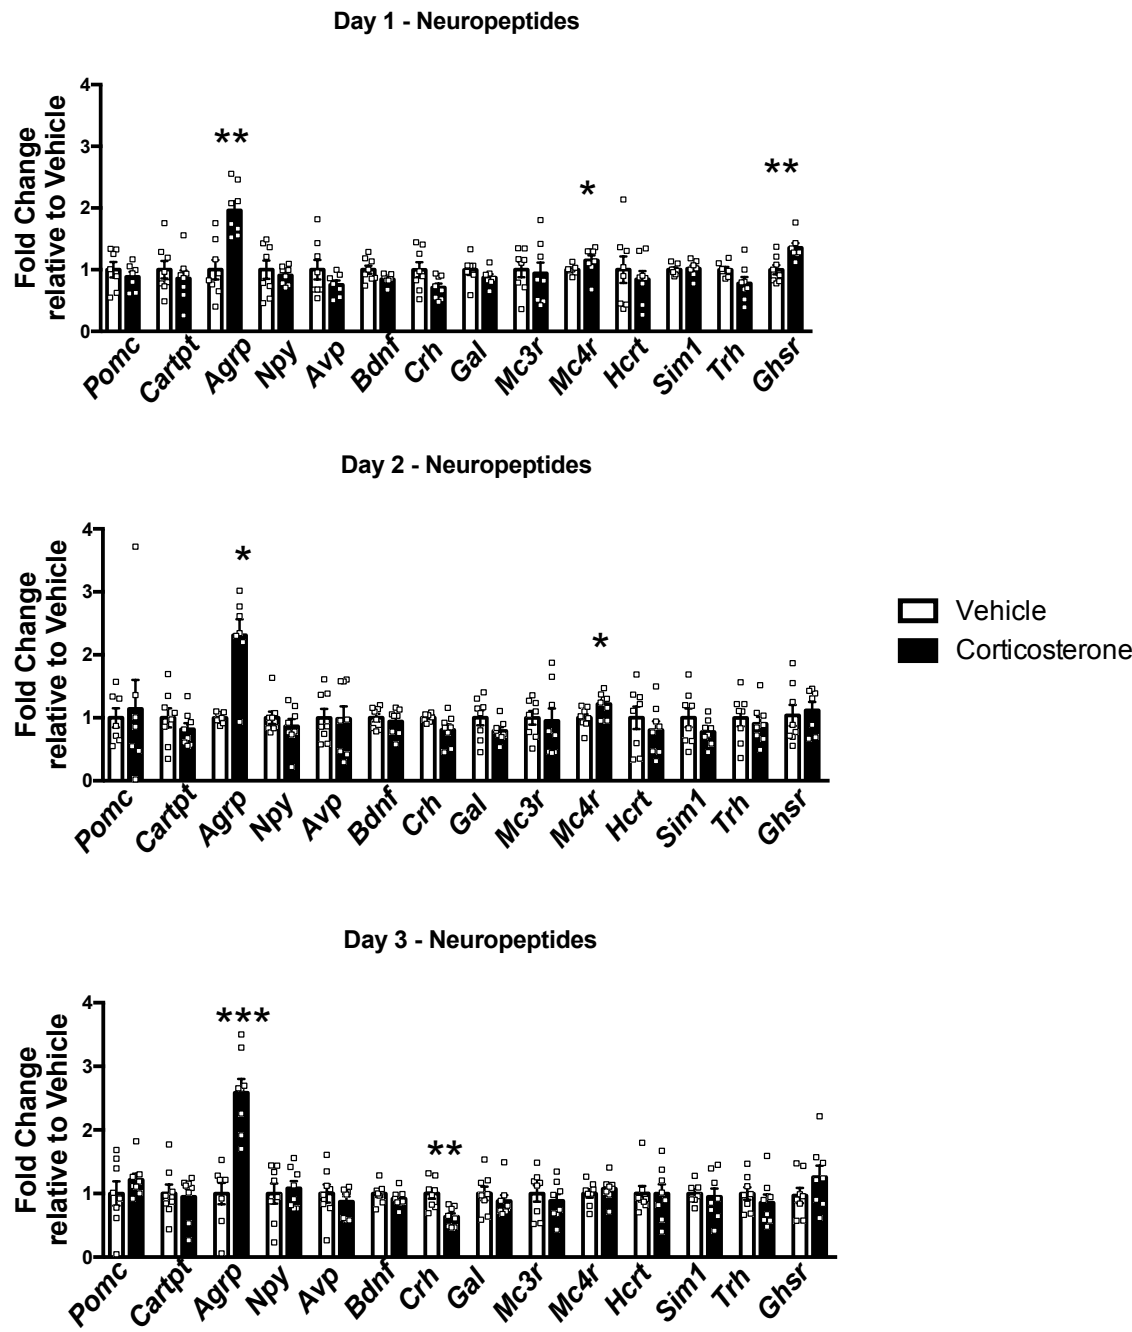 Day 1 - Neuropeptides
Fold Change
relative to Vehicle
4
3
2
1
0
**
*
**
Pomc
Cartpt
Agrp
Npy
Avp
Bdnf
Crh
Gal
Mc3r
Mc4r
Hcrt
Sim1
Trh
Ghsr
Day 2 - Neuropeptides
Fold Change
relative to Vehicle
4
3
2
1
0
*
*
Pomc
Cartpt
Agrp
Npy
Avp
Bdnf
Crh
Gal
Mc3r
Mc4r
Hcrt
Sim1
Trh
Ghsr
Vehicle
Corticosterone
Day 3 - Neuropeptides
Fold Change
relative to Vehicle
4
3
2
1
0
***
**
Pomc
Cartpt
Agrp
Npy
Avp
Bdnf
Crh
Gal
Mc3r
Mc4r
Hcrt
Sim1
Trh
Ghsr